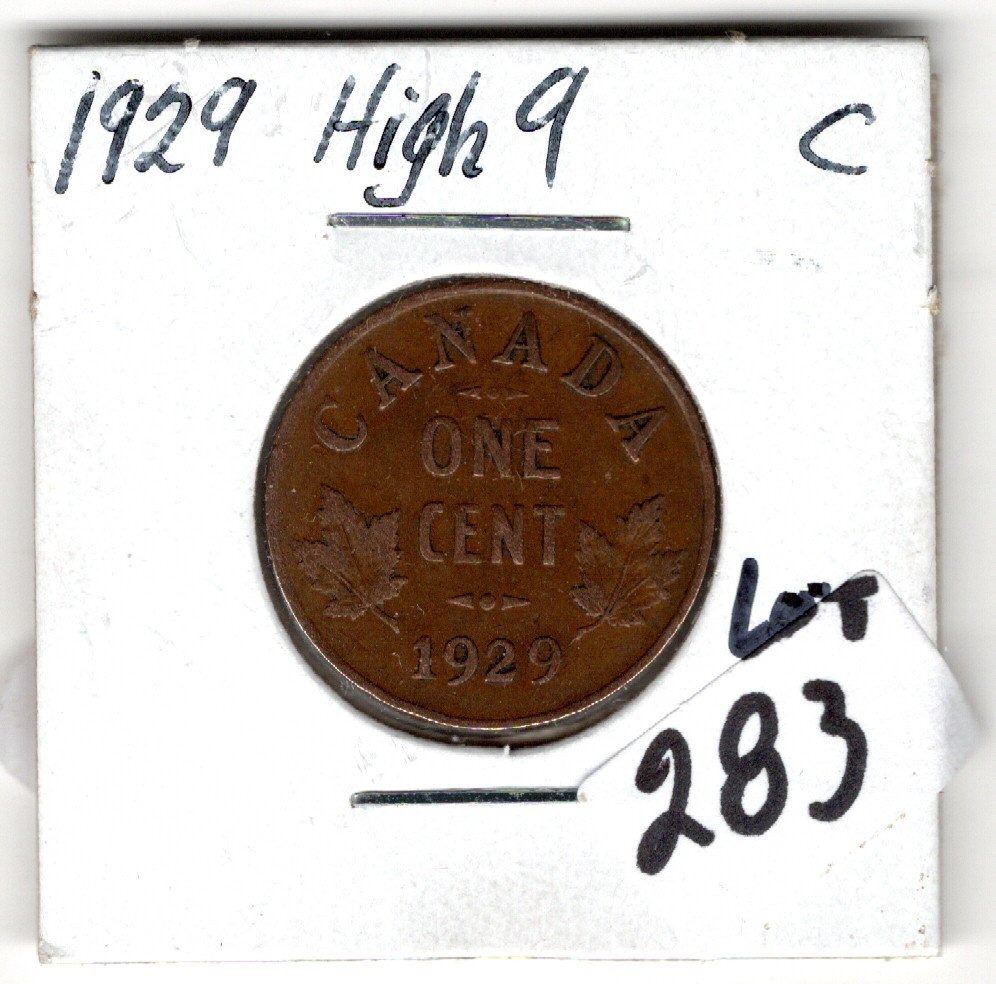 1929 High 9 C
CANADA
ONE
CENT
1929
Lot
283